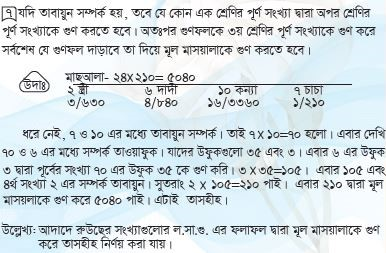 ৭ যদি তাবায়ুন সম্পর্ক হয়, তবে যে কোন এক শ্রেণির পূর্ণ সংখ্যা দ্বারা অপর শ্রেণির
পূর্ণ সংখ্যাকে গুণ করতে হবে। অতঃপর গুণফলকে ৩য় শ্রেণির পূর্ণ সংখ্যাকে গুণ করে
সর্বশেষ যে গুণফল দাড়াবে তা দিয়ে মূল মাসয়ালাকে গুণ করতে হবে।
উদাঃ মাছআলা- ২৪X২১০= ৫০৪০
২ স্ত্রী ৬ দাদী ১০ কন্যা ৭ চাচা
৩/৬৩০ ৪/৮৪০ ১৬/৩৩৬০ ১/২১০
ধরে নেই, ৭ ও ১০ এর মধ্যে তাবায়ুন সম্পর্ক। তাই ৭X১০=৭০ হলো। এবার দেখি
৭০ ও ৬ এর মধ্যে সম্পর্ক তাওয়াফুক। যাদের উফুকগুলো ৩৫ এবং ৩। এবার ৬ এর উফুক
৩ দ্বারা পূর্বের সংখ্যা ৭০ এর উফুক ৩৫ কে গুণ করি। ৩ X৩৫=১০৫। এবার ১০৫ এবং
৪র্থ সংখ্যা ২ এর সম্পর্ক তাবায়ুন। সুতরাং ২ X ১০৫=২১০ পাই। এবার ২১০ দ্বারা মূল
মাসয়ালাকে গুণ করে ৫০৪০ পাই। এটাই তাসহীহ।
উল্লেখ্য: আদাদে রুউছের সংখ্যাগুলোর ল.সা.গু. এর ফলাফল দ্বারা মূল মাসয়ালাকে গুণ
করে তাসহীহ নির্ণয় করা যায়।